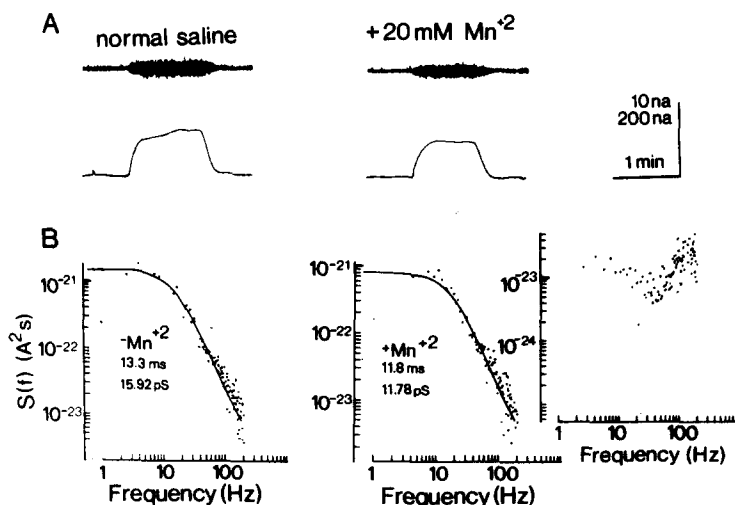 A
normal saline
+20 mM Mn+2
10 na
200 na
1 min
B
S(f) (A2s)
10-21
10-22
10-23
-Mn+2
13.3 ms
15.92 pS
1 10 100
Frequency (Hz)
10-21
10-22
10-23
+Mn+2
11.8 ms
11.78 pS
1 10 100
Frequency (Hz)
10-23
10-24
1 10 100
Frequency (Hz)